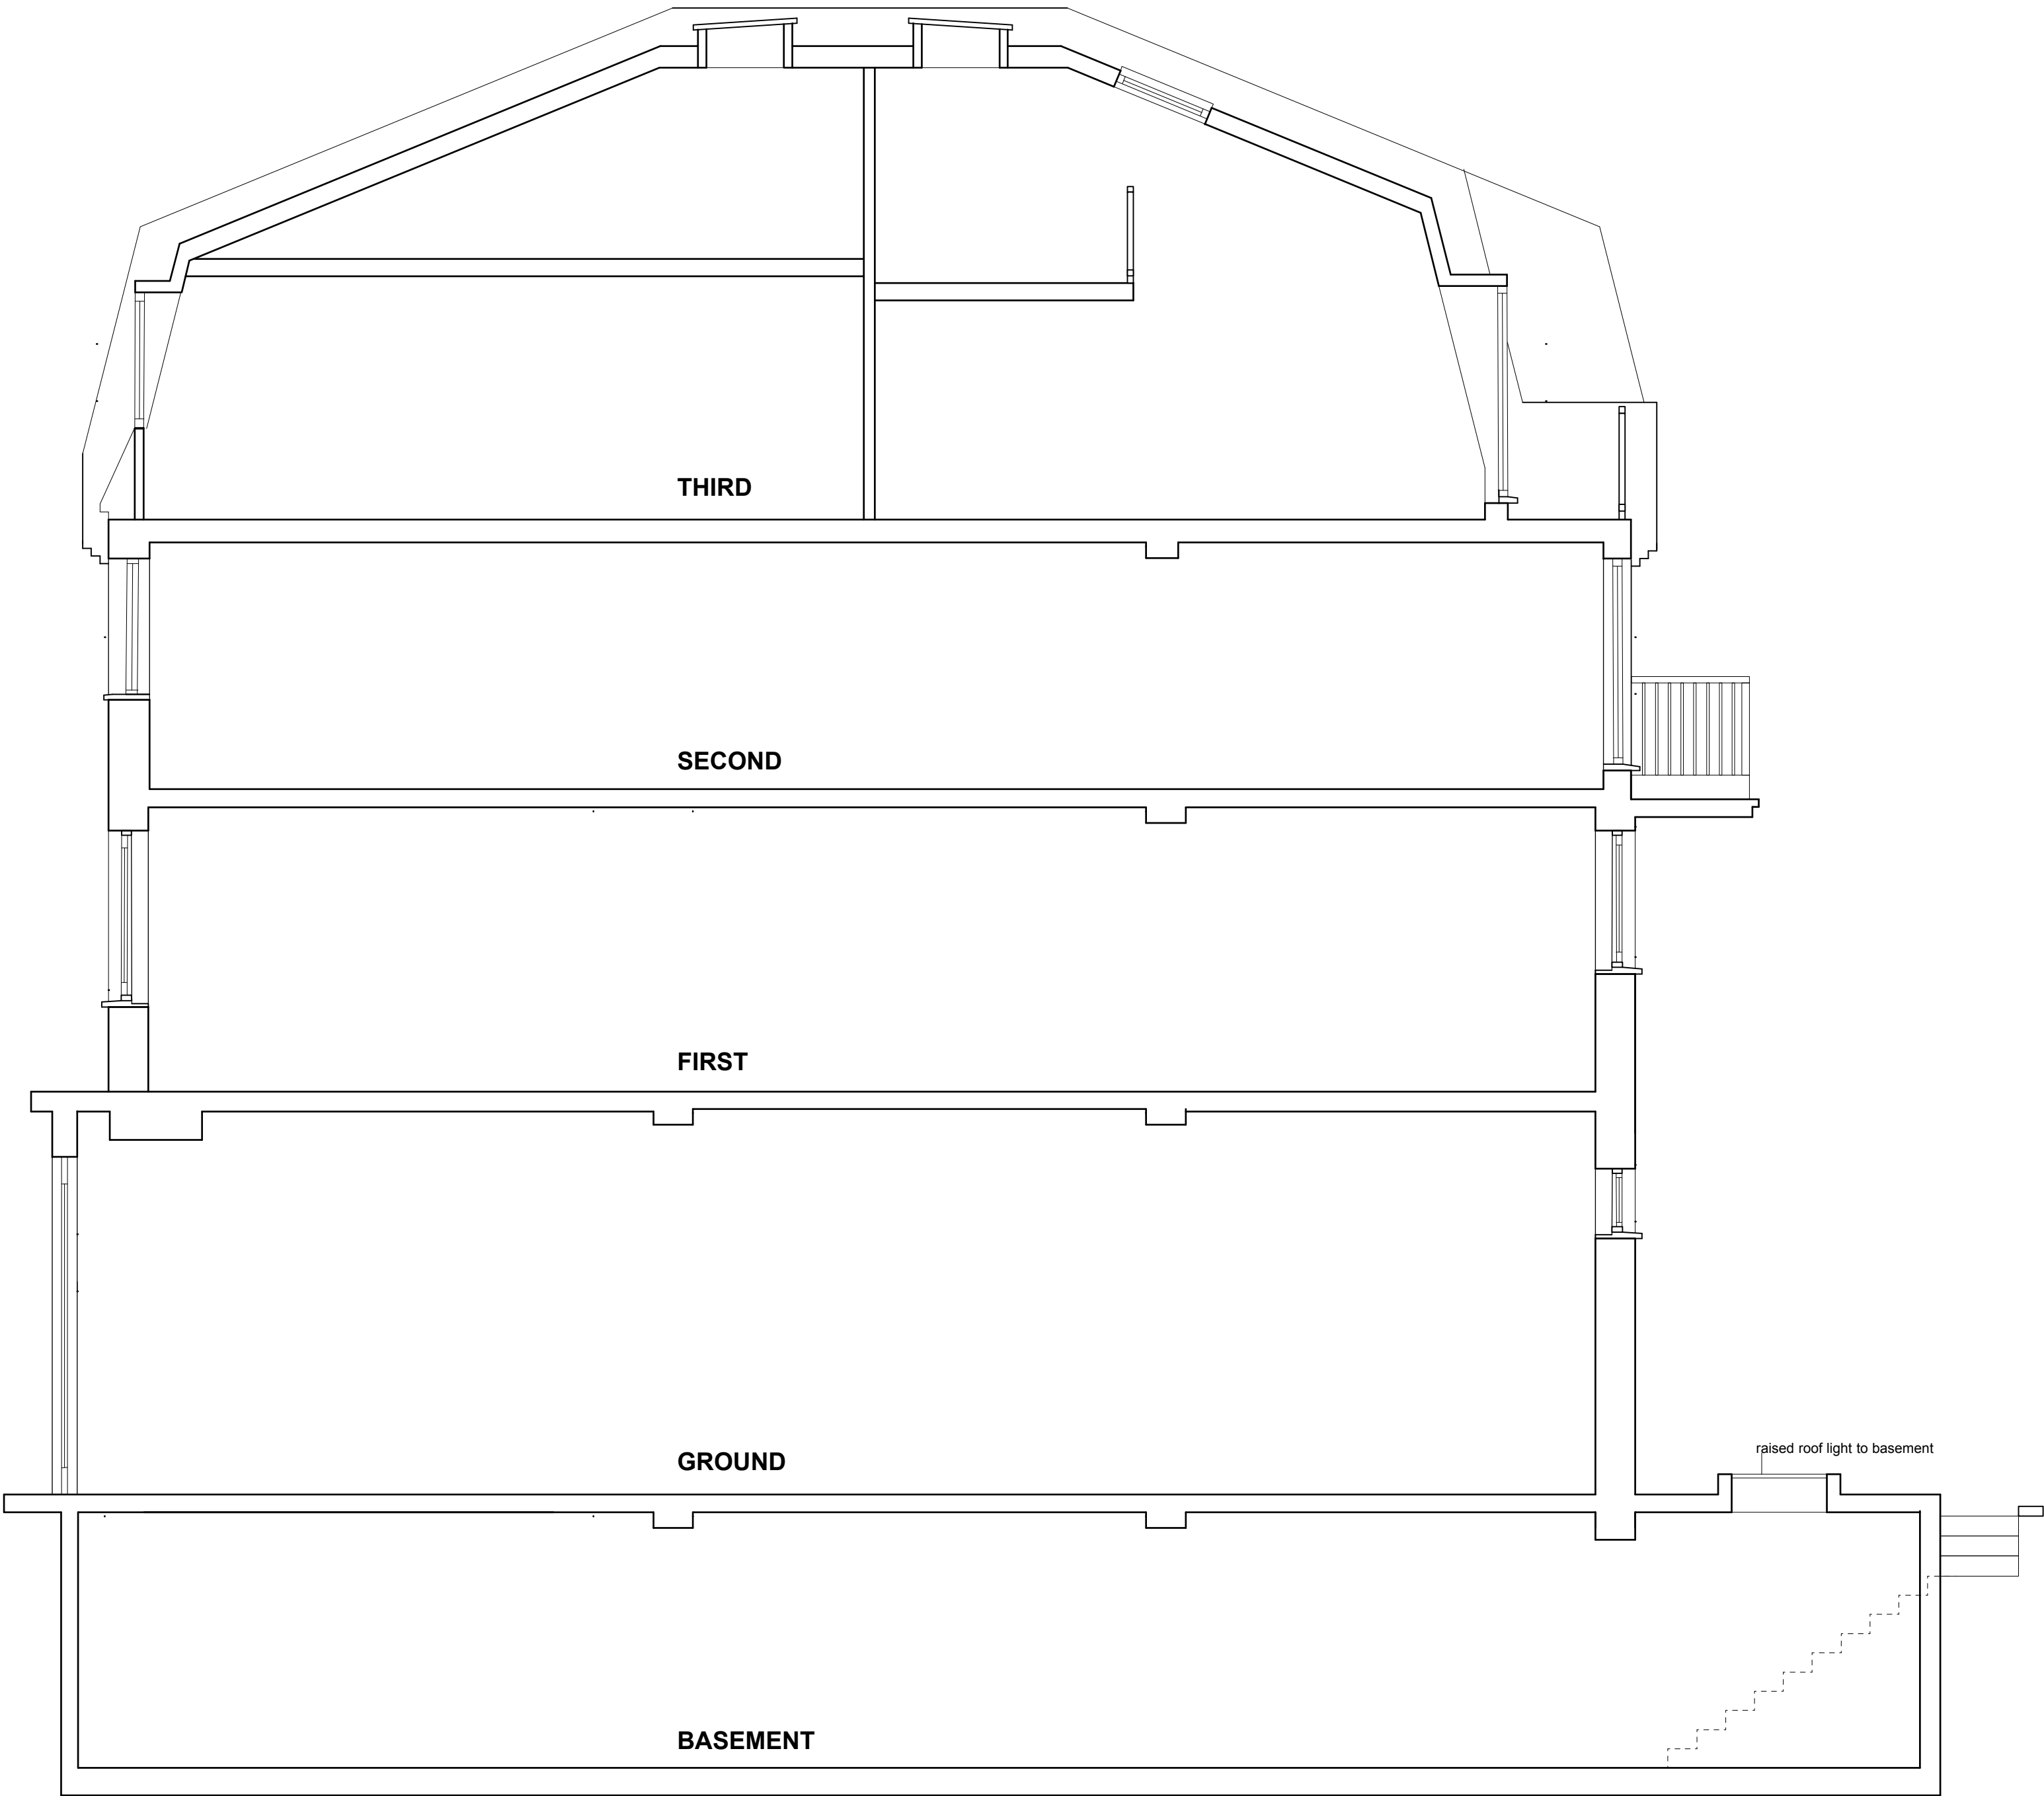 THIRD
SECOND
FIRST
GROUND
raised roof light to basement
BASEMENT